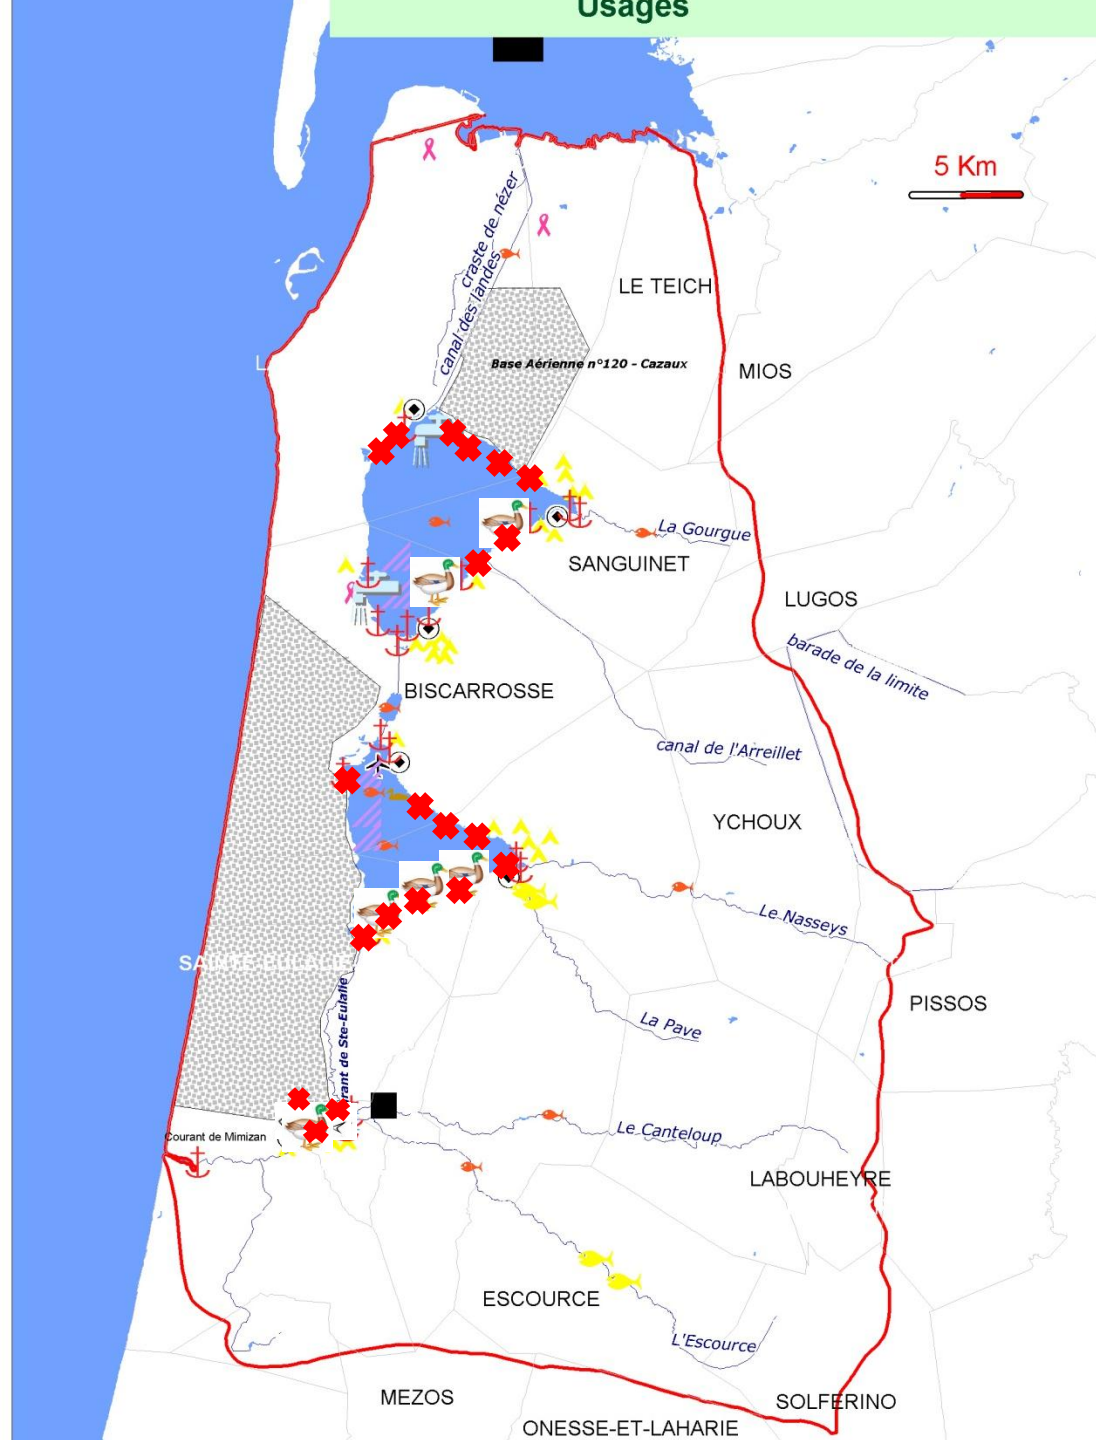 Usages
5 Km
craste de nézer
canal des landes
LE TEICH
Base Aérienne n°120 - Cazaux
MIOS
L
La Gourgue
SANGUINET
LUGOS
barade de la limite
BISCARROSSE
canal de l'Arreillet
YCHOUX
Le Nasseys
SAINTE EULALIE
PISSOS
La Pave
de Ste-Eulalie
Courant de Mimizan
Le Canteloup
LABOUHEYRE
ESCOURCE
L'Escource
MEZOS
SOLFERINO
ONESSE-ET-LAHARIE